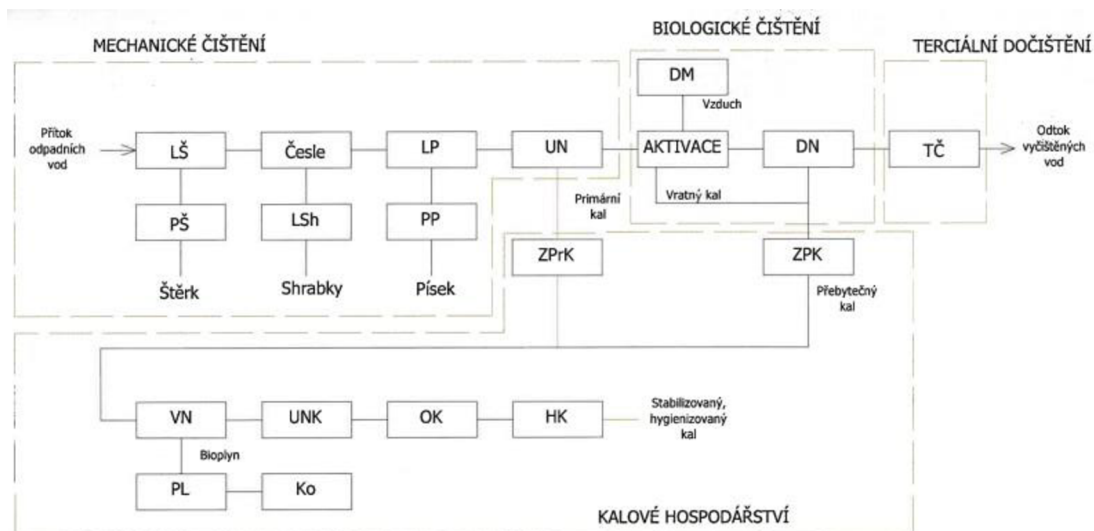 MECHANICKÉ ČIŠTĚNÍ
BIOLOGICKÉ ČIŠTĚNÍ
TERCIÁLNÍ DOČIŠTĚNÍ
DM
Vzduch
Přítok
odpadních
vod
LŠ
Česle
LP
UN
AKTIVACE
DN
TČ
Odtok
vyčištěných
vod
PŠ
LSh
PP
Primární
kal
Vratný kal
ZPrK
ZPK
Štěrk
Shrabky
Písek
Přebytečný
kal
VN
UNK
OK
HK
Stabilizovaný,
hygienizovaný
kal
Bioplyn
PL
Ko
KALOVÉ HOSPODÁŘSTVÍ